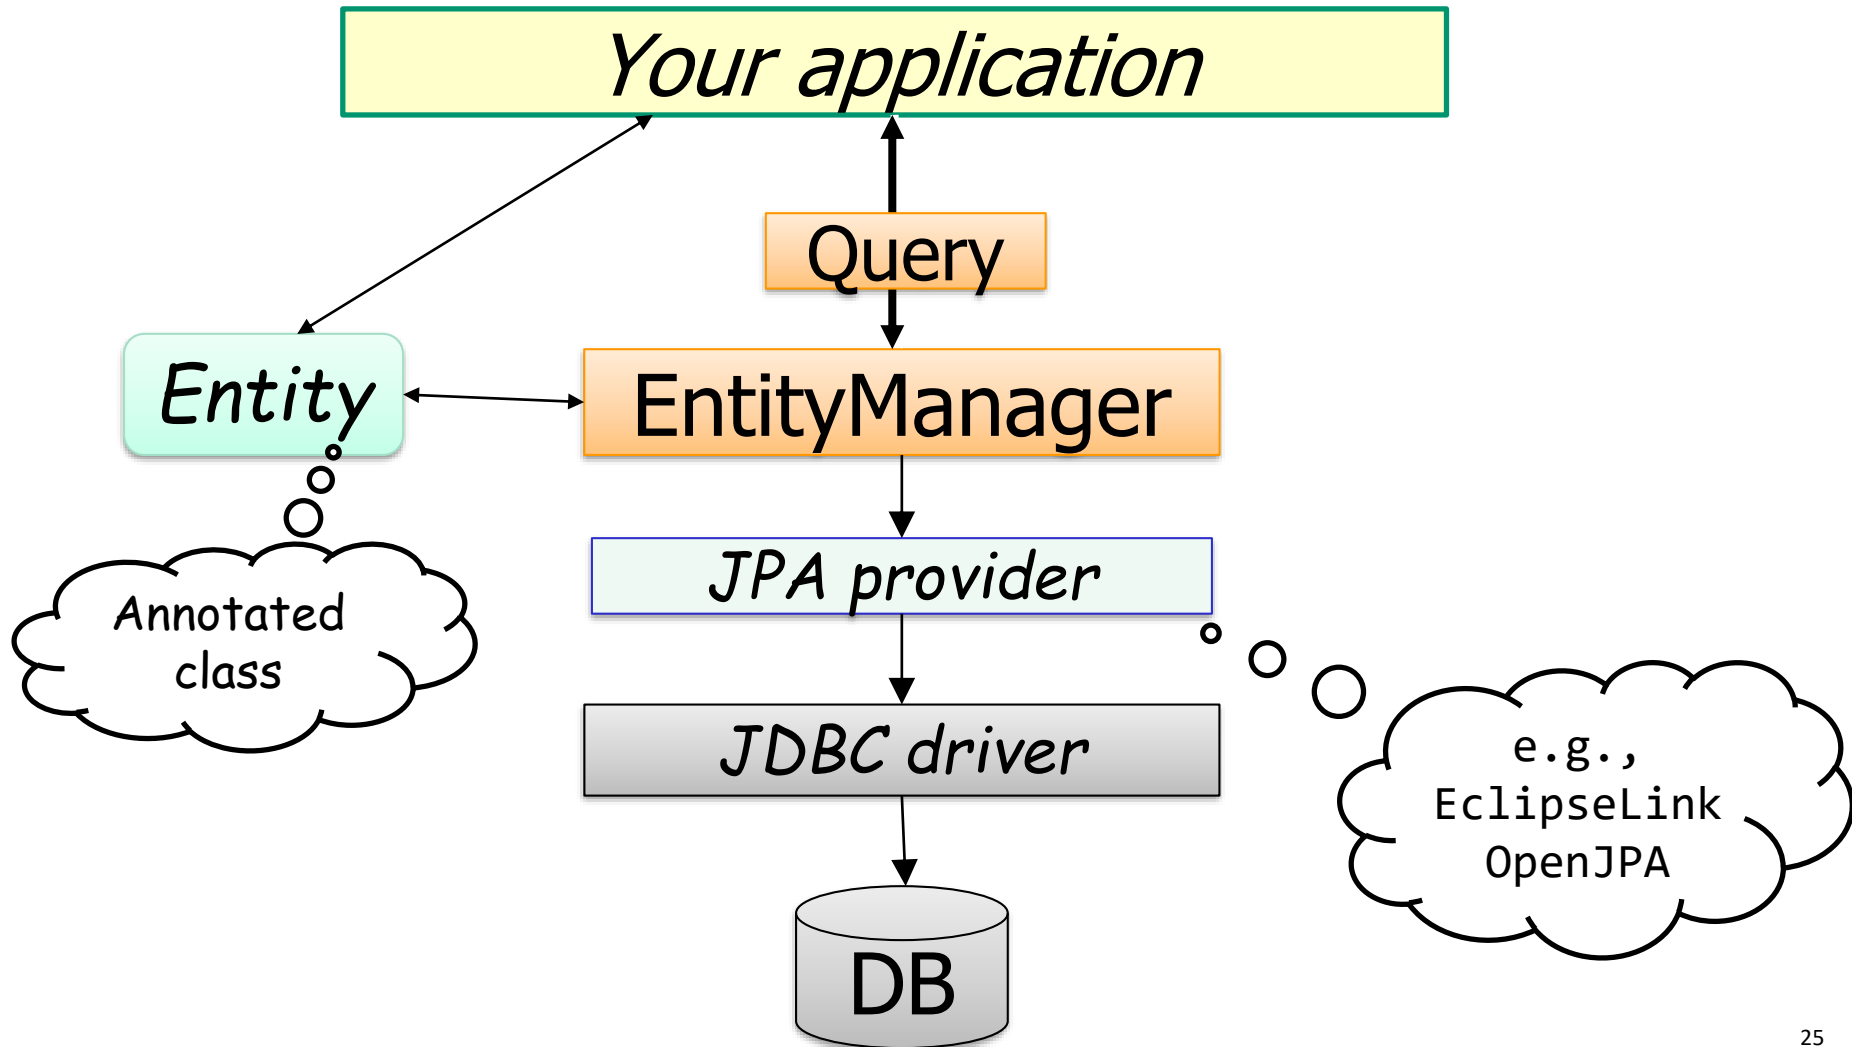 Your application
Query
Entity
EntityManager
JPA provider
Annotated
class
JDBC driver
e.g.,
EclipseLink
OpenJPA
DB
25